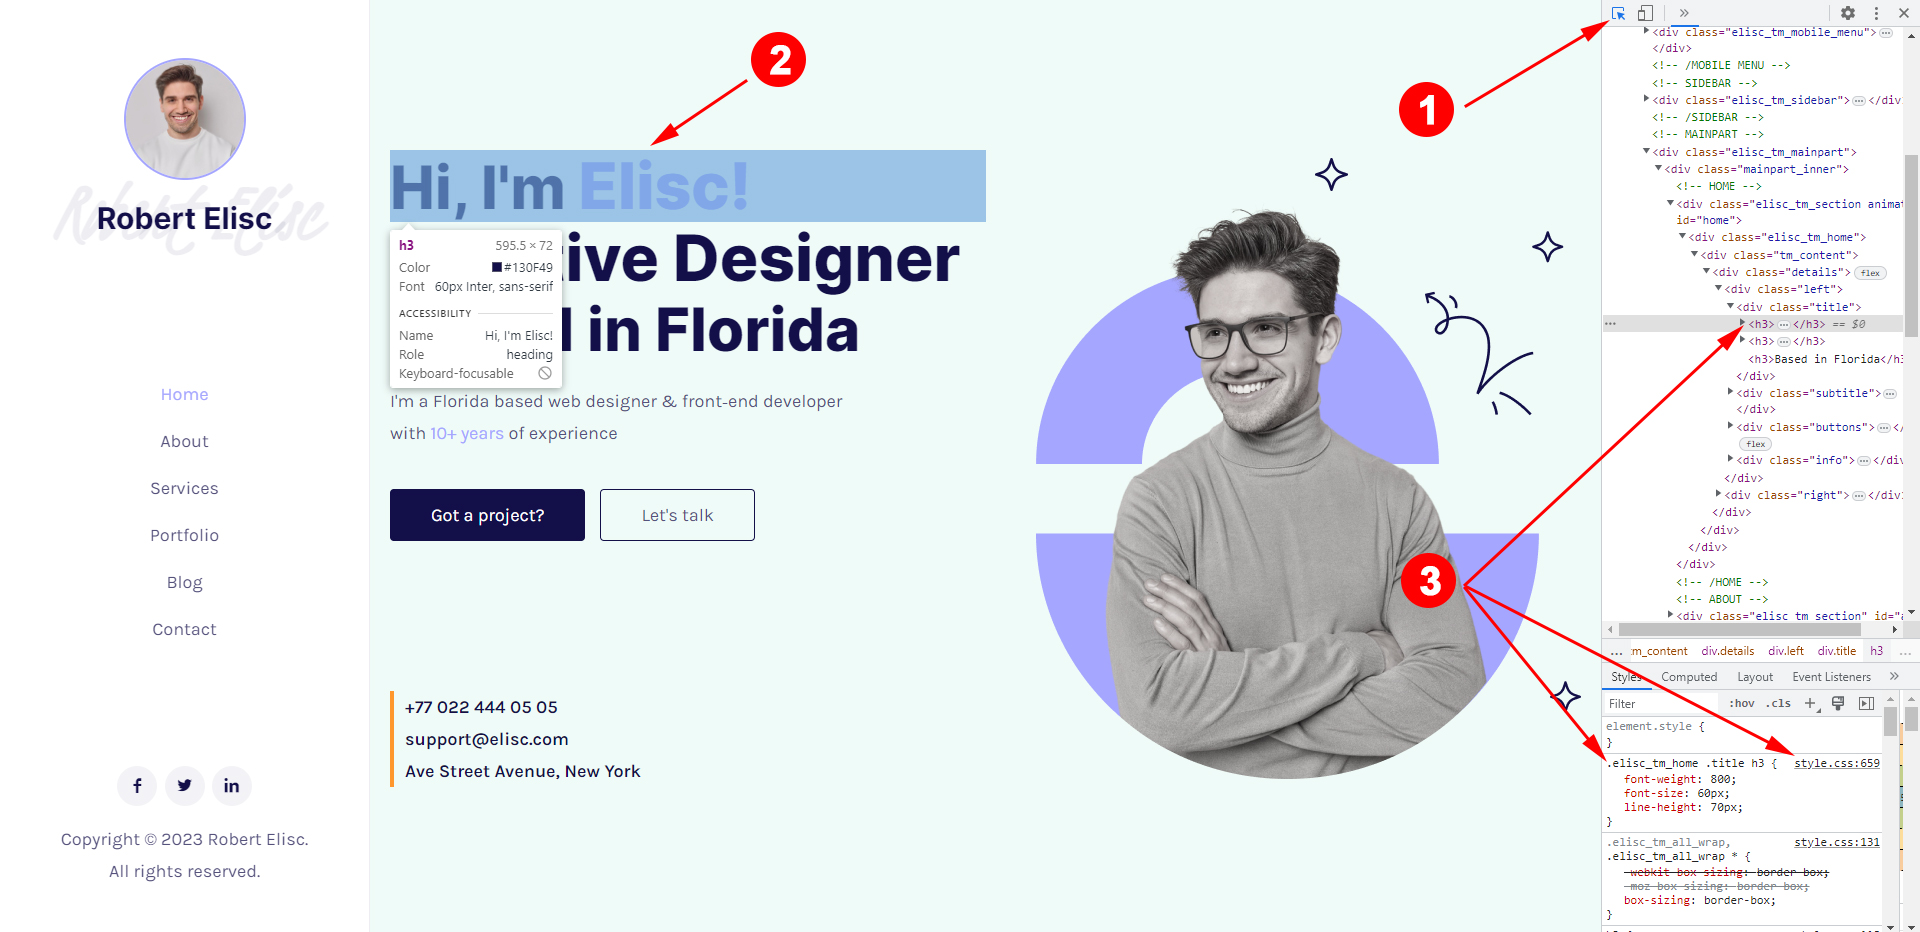 Robert Elisc
Robert Elisc
Home
About
Services
Portfolio
Blog
Contact
Copyright © 2023 Robert Elisc.
All rights reserved.
2
1
3
Hi, I'm Elisc!
tive Designer
l in Florida
h3 595.5 × 72
Color #130F49
Font 60px Inter, sans-serif
ACCESSIBILITY
Name Hi, I'm Elisc!
Role heading
Keyboard-focusable
I'm a Florida based web designer & front-end developer
with 10+ years of experience
Got a project? Let's talk
+77 022 444 05 05
support@elisc.com
Ave Street Avenue, New York
<div class="elisc_tm_mobile_menu">
</div>
<!-- /MOBILE MENU -->
<!-- SIDEBAR -->
<div class="elisc_tm_sidebar"> </div
<!-- /SIDEBAR -->
<!-- MAINPART -->
<div class="elisc_tm_mainpart">
<div class="mainpart_inner">
<!-- HOME -->
<div class="elisc_tm_section animat
id="home">
<div class="elisc_tm_home">
<div class="tm_content">
<div class="details"> flex
<div class="left">
<div class="title">
<h3> </h3> == $0
<h3> </h3>
<h3>Based in Florida</h3
</div>
<div class="subtitle">
</div>
<div class="buttons"> </
flex
<div class="info"> </div
</div>
<div class="right"> </div
</div>
</div>
</div>
</div>
<!-- /HOME -->
<!-- ABOUT -->
<div class="elisc_tm_section" id="a
... tm_content div.details div.left div.title h3 ...
Styles Computed Layout Event Listeners
Filter :hov .cls
element.style {
}
.elisc_tm_home .title h3 { style.css:659
font-weight: 800;
font-size: 60px;
line-height: 70px;
}
.elisc_tm_all_wrap, style.css:131
.elisc_tm_all_wrap * {
-webkit-box-sizing: border-box;
-moz-box-sizing: border-box;
box-sizing: border-box;
}